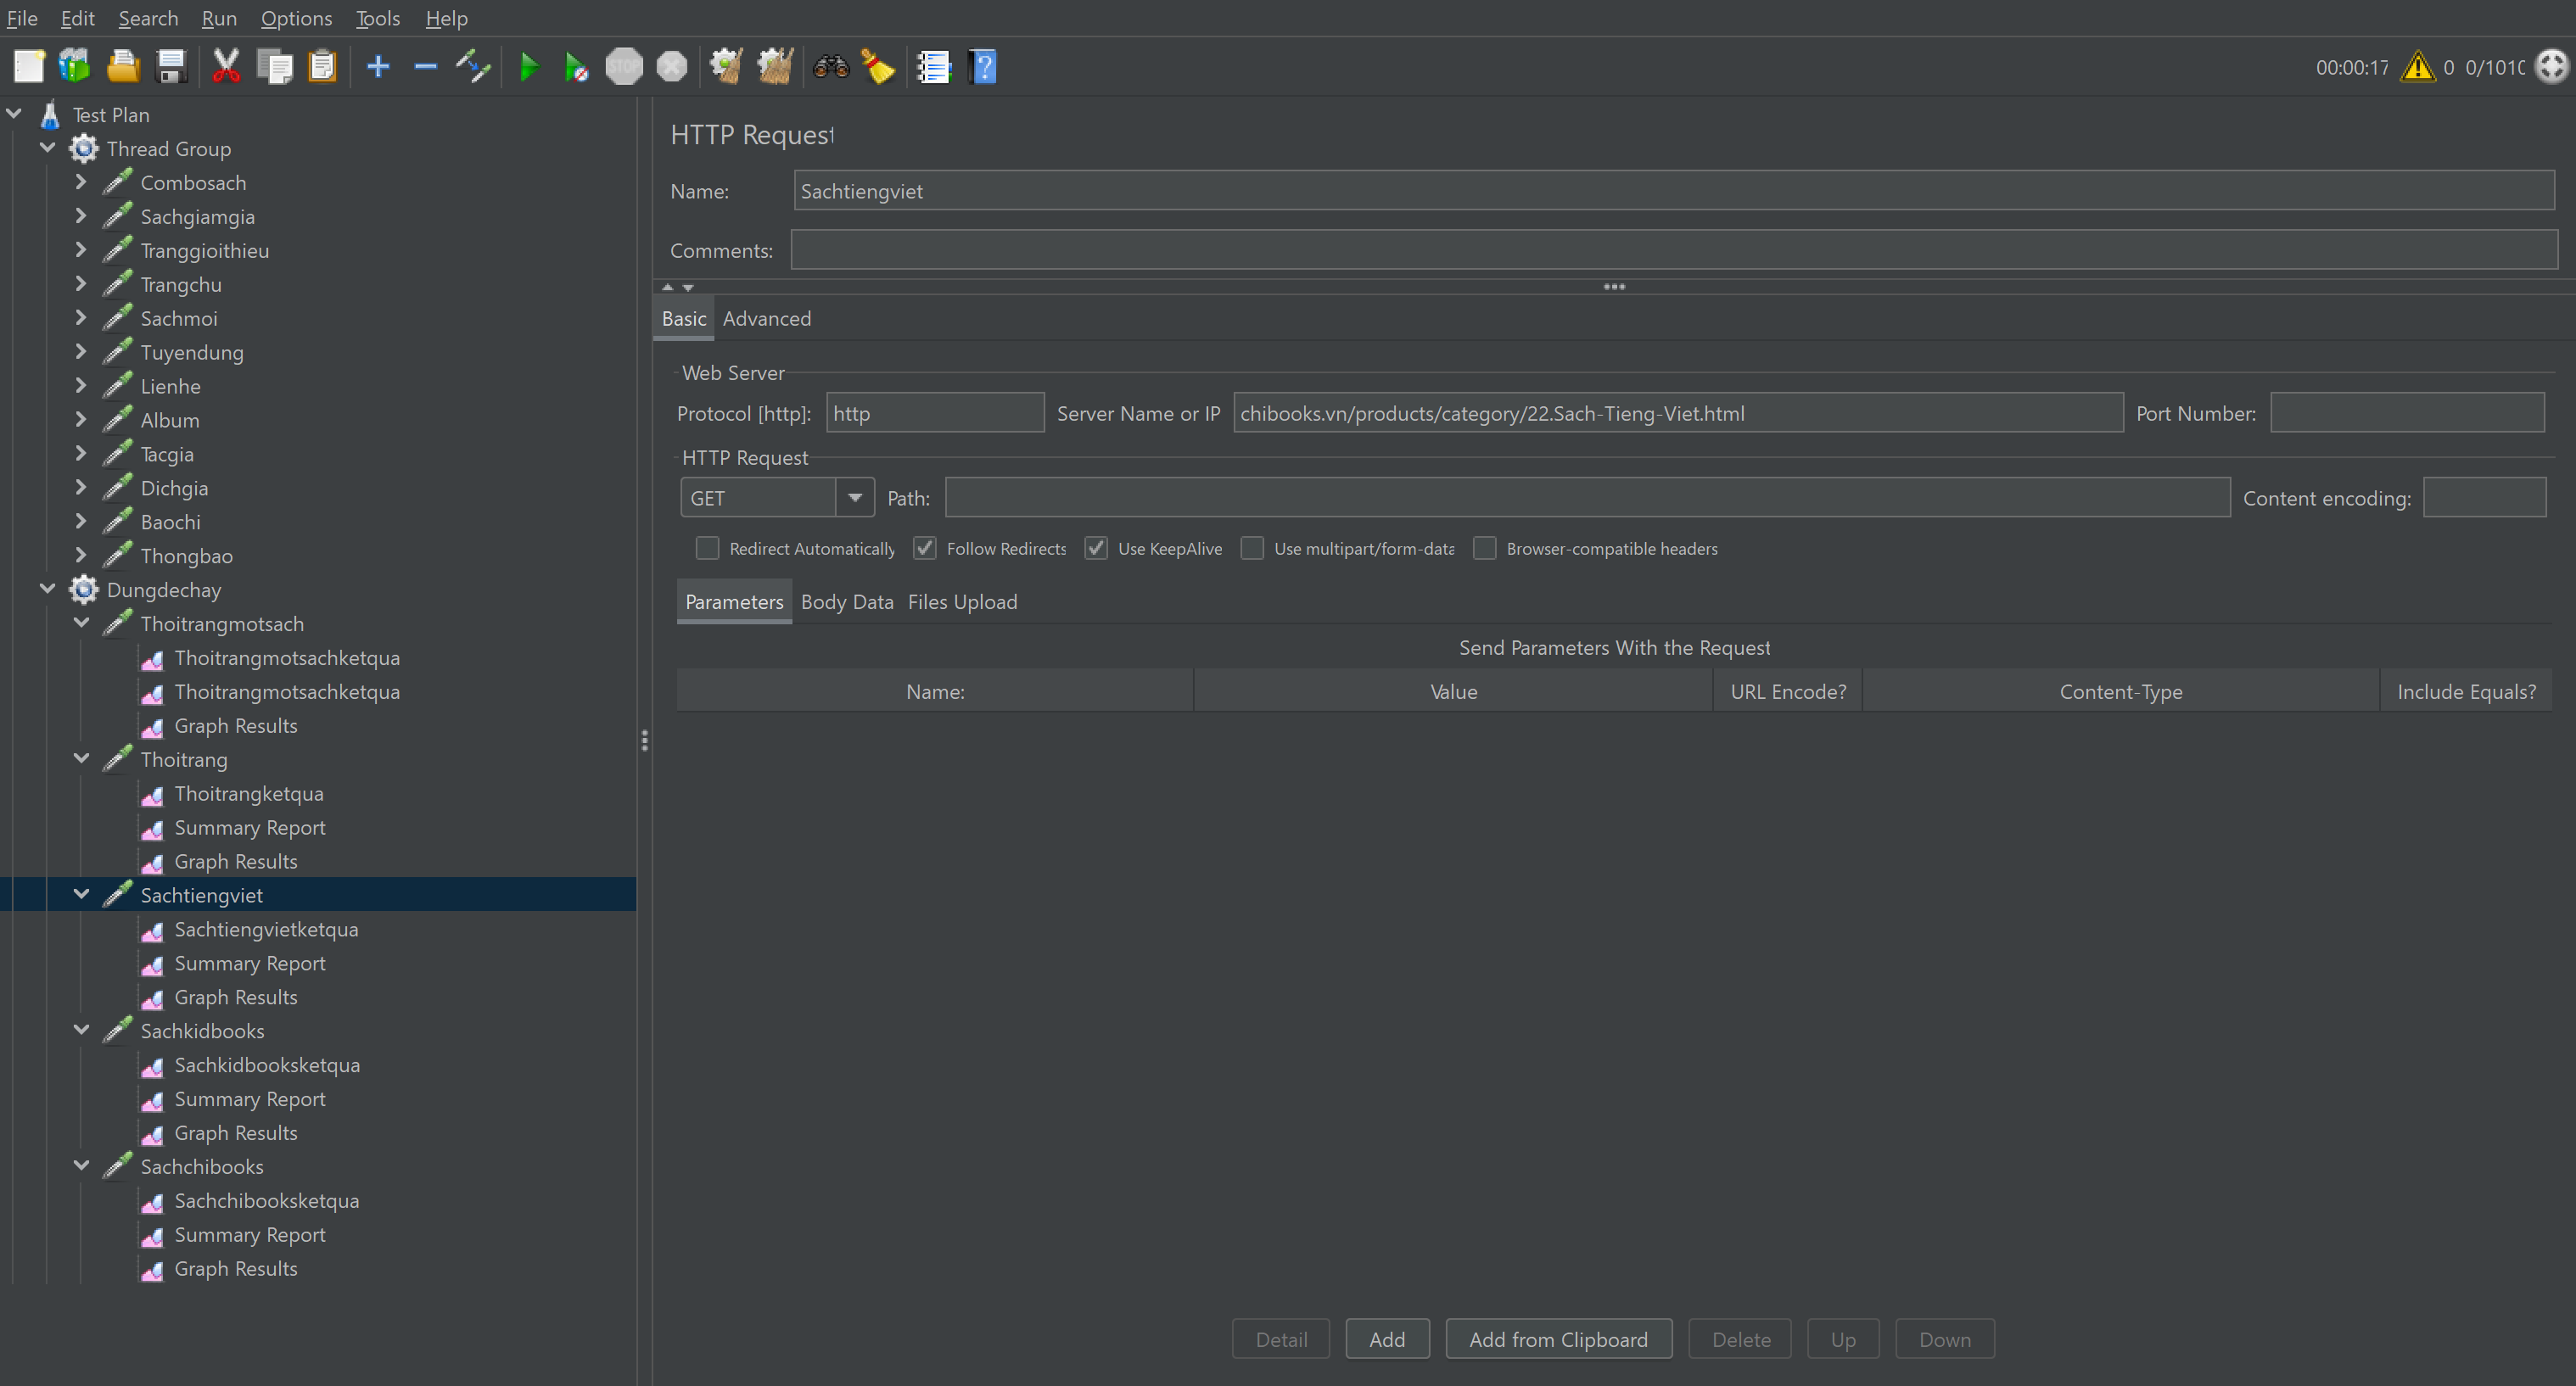 File Edit Search Run Options Tools Help
STOP
00:00:17 0 0/1010
Test Plan
Thread Group
Combosach
Sachgiamgia
Tranggioithieu
Trangchu
Sachmoi
Tuyendung
Lienhe
Album
Tacgia
Dichgia
Baochi
Thongbao
Dungdechay
Thoitrangmotsach
Thoitrangmotsachketqua
Thoitrangmotsachketqua
Graph Results
Thoitrang
Thoitrangketqua
Summary Report
Graph Results
Sachtiengviet
Sachtiengvietketqua
Summary Report
Graph Results
Sachkidbooks
Sachkidbooksketqua
Summary Report
Graph Results
Sachchibooks
Sachchibooksketqua
Summary Report
Graph Results
HTTP Request
Name: Sachtiengviet
Comments:
Basic Advanced
Web Server
Protocol [http]: http Server Name or IP chibooks.vn/products/category/22.Sach-Tieng-Viet.html Port Number:
HTTP Request
GET Path: Content encoding:
Redirect Automatically Follow Redirects Use KeepAlive Use multipart/form-data Browser-compatible headers
Parameters Body Data Files Upload
Send Parameters With the Request
Name: Value URL Encode? Content-Type Include Equals?
Detail Add Add from Clipboard Delete Up Down